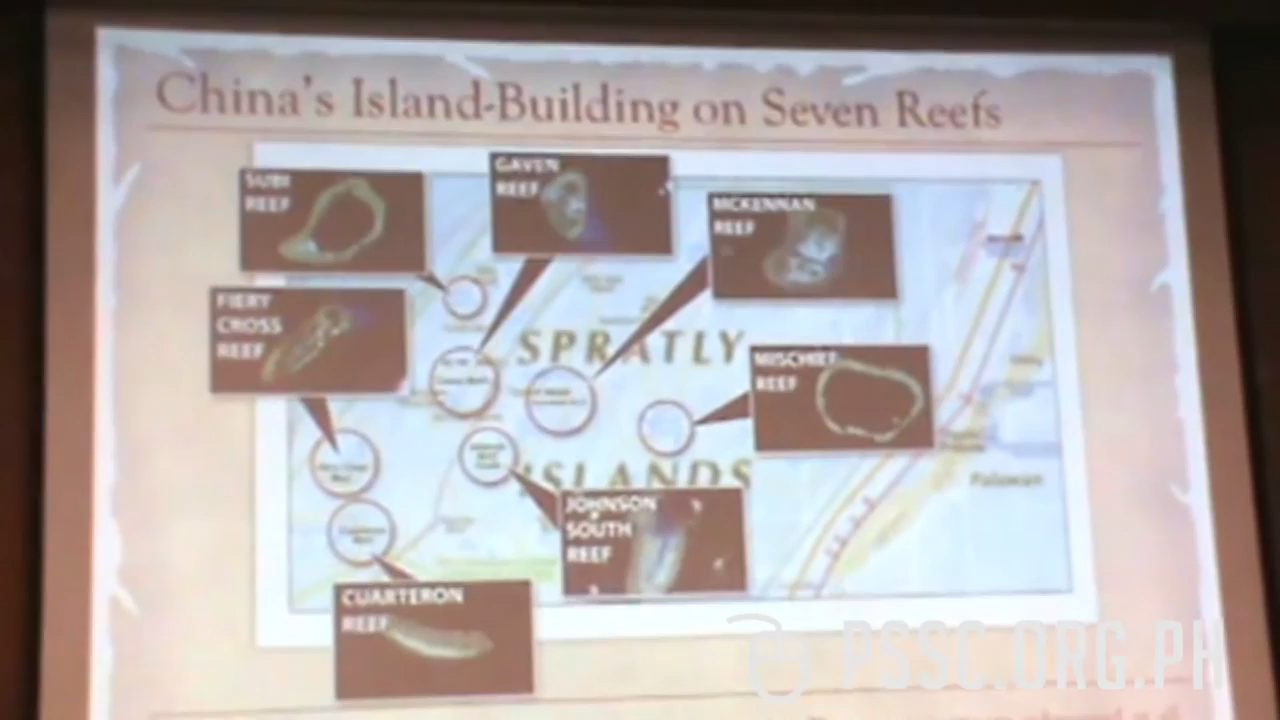 China's Island-Building on Seven Reefs
SUBI
REEF
GAVEN
REEF
MCKENNAN
REEF
FIERY
CROSS
REEF
SPRATLY
MISCHIEF
REEF
ISLANDS
Palawan
JOHNSON
SOUTH
REEF
CUARTERON
REEF
PSSC.ORG.PH